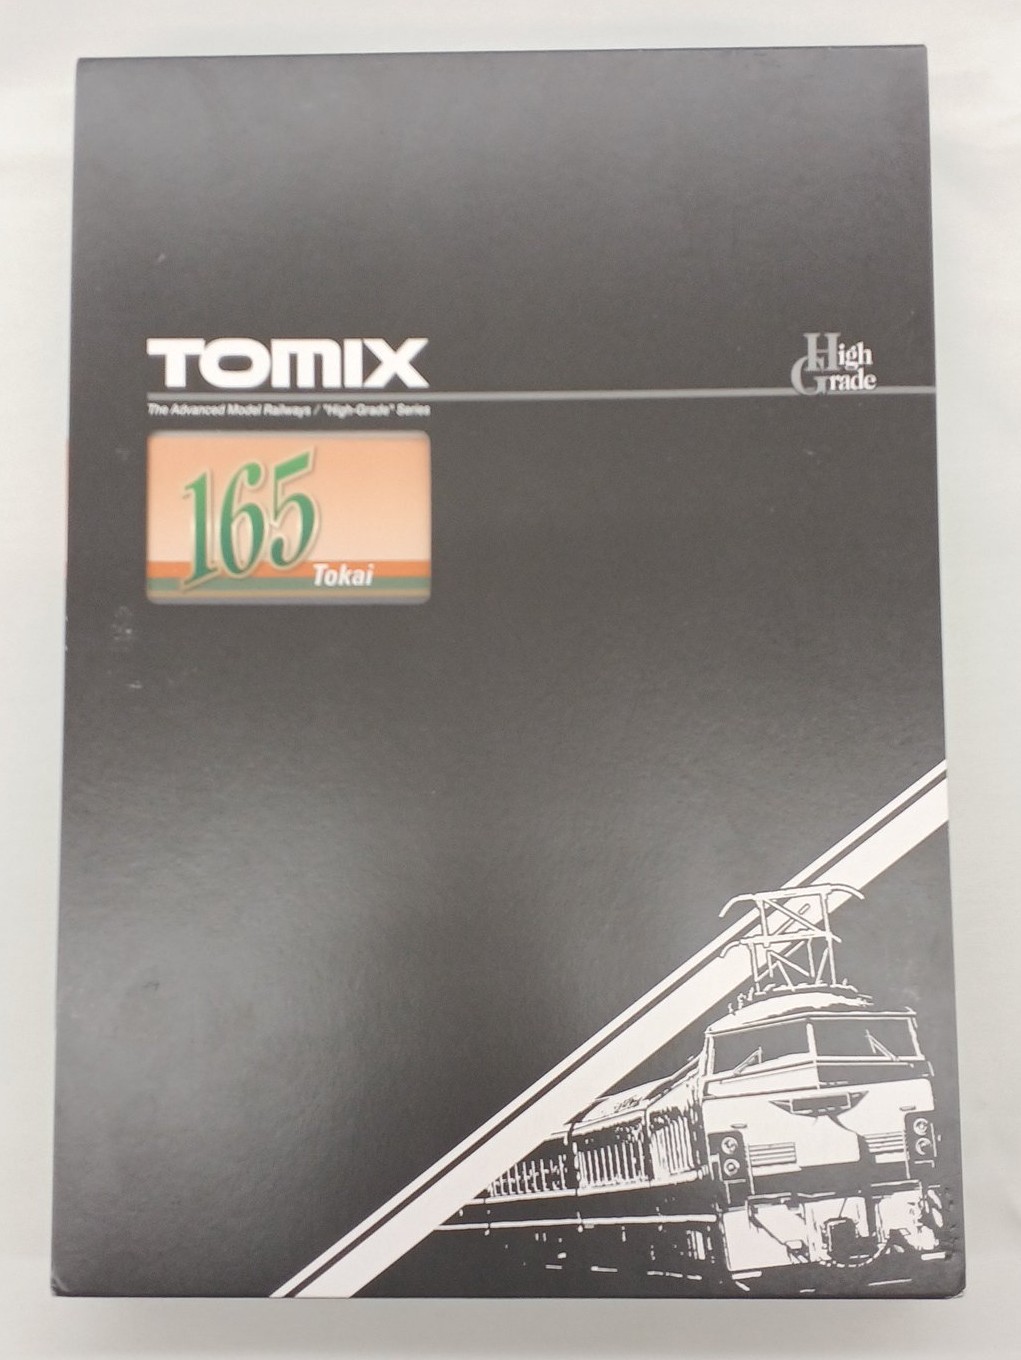 TOMIX
High
Grade
The Advanced Model Railways / "High-Grade" Series
165
Tokai